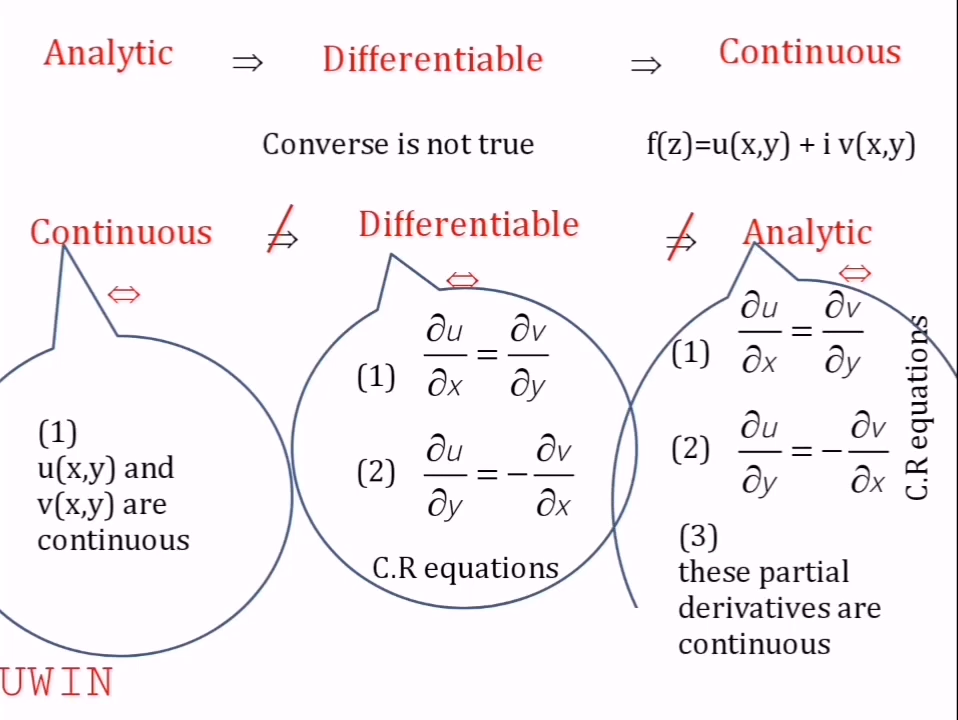 Analytic ⇒ Differentiable ⇒ Continuous
Converse is not true
f(z)=u(x,y) + i v(x,y)
Continuous ⇏ Differentiable ⇏ Analytic
⇔ ⇔ ⇔
(1)
u(x,y) and
v(x,y) are
continuous
(1) ∂u/∂x = ∂v/∂y
(2) ∂u/∂y = −∂v/∂x
C.R equations
(1) ∂u/∂x = ∂v/∂y
(2) ∂u/∂y = −∂v/∂x
C.R equations
(3)
these partial
derivatives are
continuous
UWIN